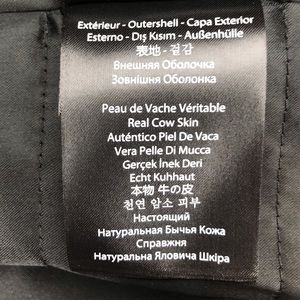 Extérieur - Outershell - Capa Exterior
Esterno - Dış Kısım - Außenhülle
表地 - 겉감
Внешняя Оболочка
Зовнішня Оболонка
Peau de Vache Véritable
Real Cow Skin
Auténtico Piel De Vaca
Vera Pelle Di Mucca
Gerçek İnek Deri
Echt Kuhhaut
本物 牛の皮
천연 암소 피부
Настоящий
Натуральная Бычья Кожа
Справжня
Натуральна Яловича Шкіра